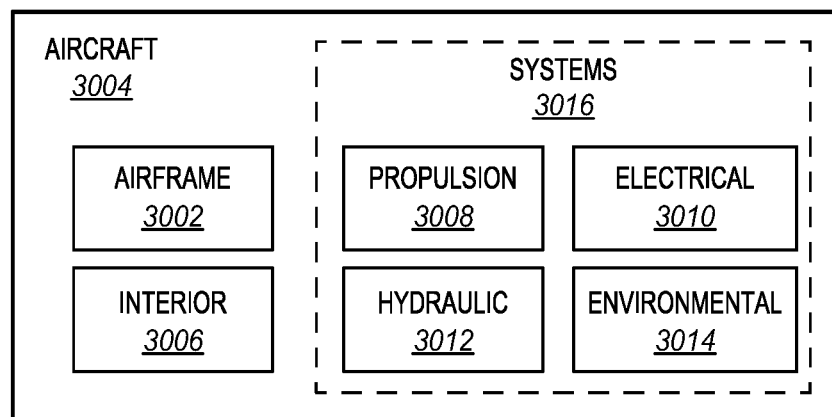 AIRCRAFT
3004
SYSTEMS
3016
AIRFRAME
3002
PROPULSION
3008
ELECTRICAL
3010
INTERIOR
3006
HYDRAULIC
3012
ENVIRONMENTAL
3014